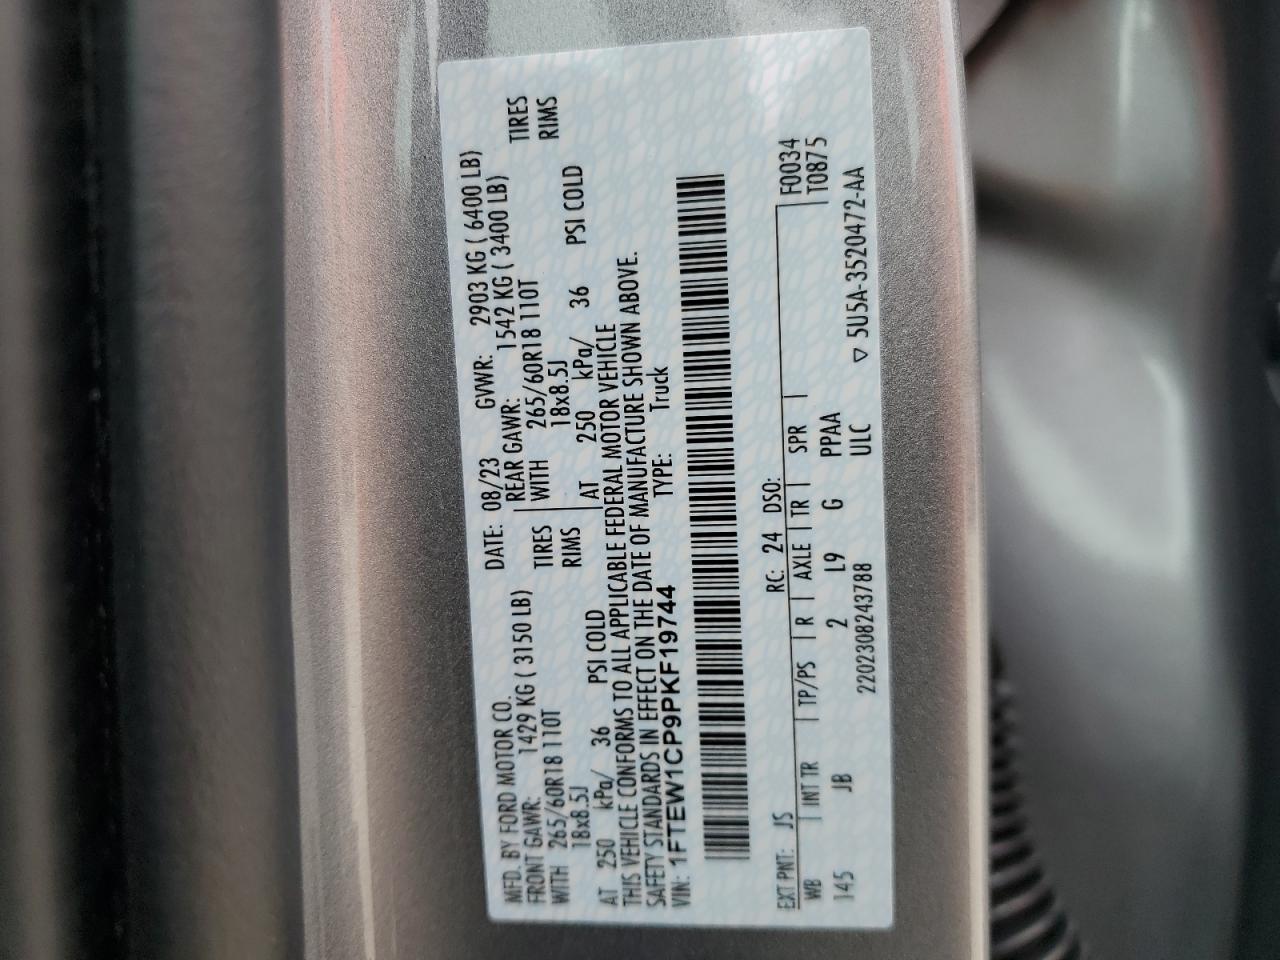 MFD. BY FORD MOTOR CO. DATE: 08/23 GVWR: 2903 KG ( 6400 LB)
FRONT GAWR: 1429 KG ( 3150 LB) REAR GAWR: 1542 KG ( 3400 LB)
WITH 265/60R18 110T TIRES WITH 265/60R18 110T TIRES
18x8.5J RIMS 18x8.5J RIMS
AT 250 kPa/ 36 PSI COLD AT 250 kPa/ 36 PSI COLD
THIS VEHICLE CONFORMS TO ALL APPLICABLE FEDERAL MOTOR VEHICLE
SAFETY STANDARDS IN EFFECT ON THE DATE OF MANUFACTURE SHOWN ABOVE.
VIN: 1FTEW1CP9PKF19744 TYPE: Truck
EXT PNT: JS RC: 24 DSO: F0034
WB INT TR TP/PS R AXLE TR SPR T0875
145 JB 2 L9 G PPAA
2202308243788 ULC ▽ 5U5A-3520472-AA